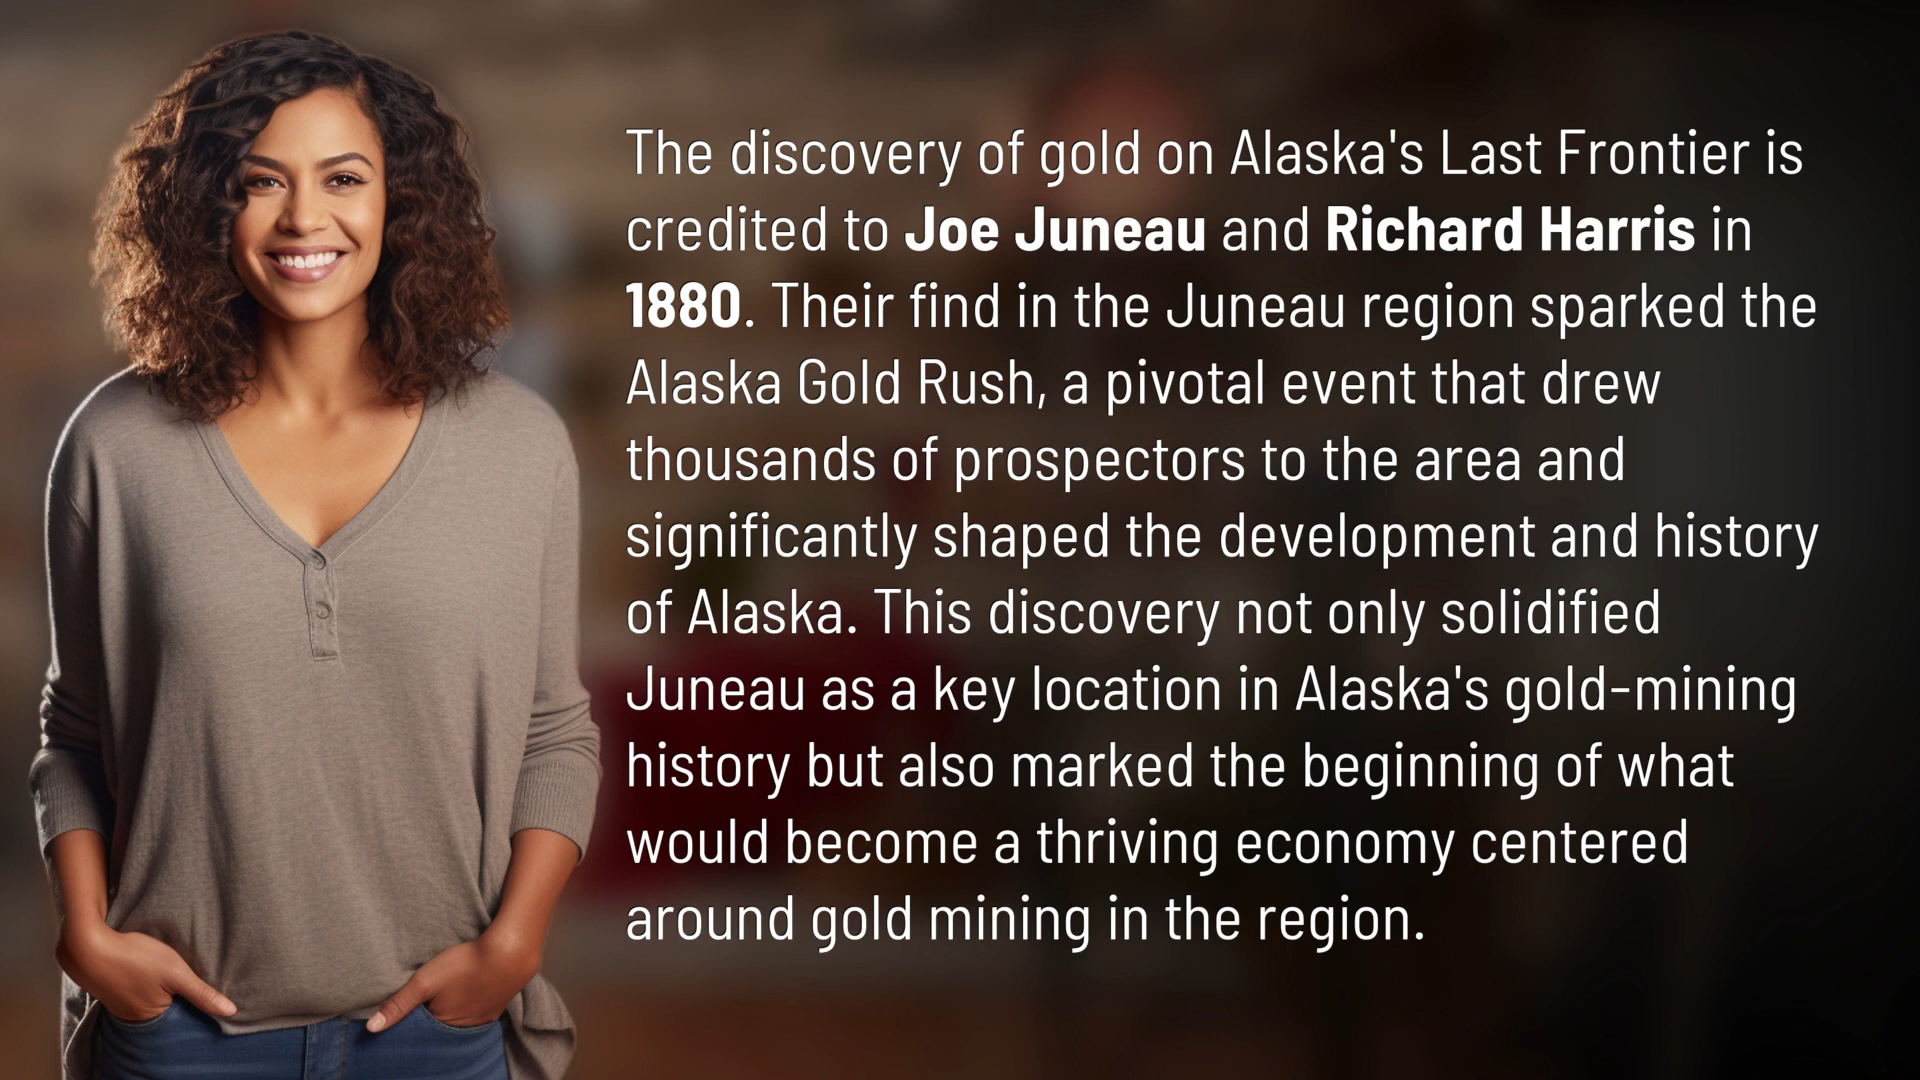 The discovery of gold on Alaska's Last Frontier is
credited to Joe Juneau and Richard Harris in
1880. Their find in the Juneau region sparked the
Alaska Gold Rush, a pivotal event that drew
thousands of prospectors to the area and
significantly shaped the development and history
of Alaska. This discovery not only solidified
Juneau as a key location in Alaska's gold-mining
history but also marked the beginning of what
would become a thriving economy centered
around gold mining in the region.